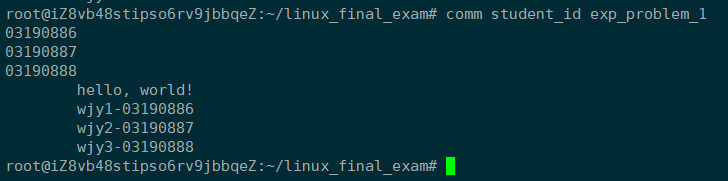 root@iZ8vb48stipso6rv9jbbqeZ:~/linux_final_exam# comm student_id exp_problem_1
03190886
03190887
03190888
hello, world!
wjy1-03190886
wjy2-03190887
wjy3-03190888
root@iZ8vb48stipso6rv9jbbqeZ:~/linux_final_exam#